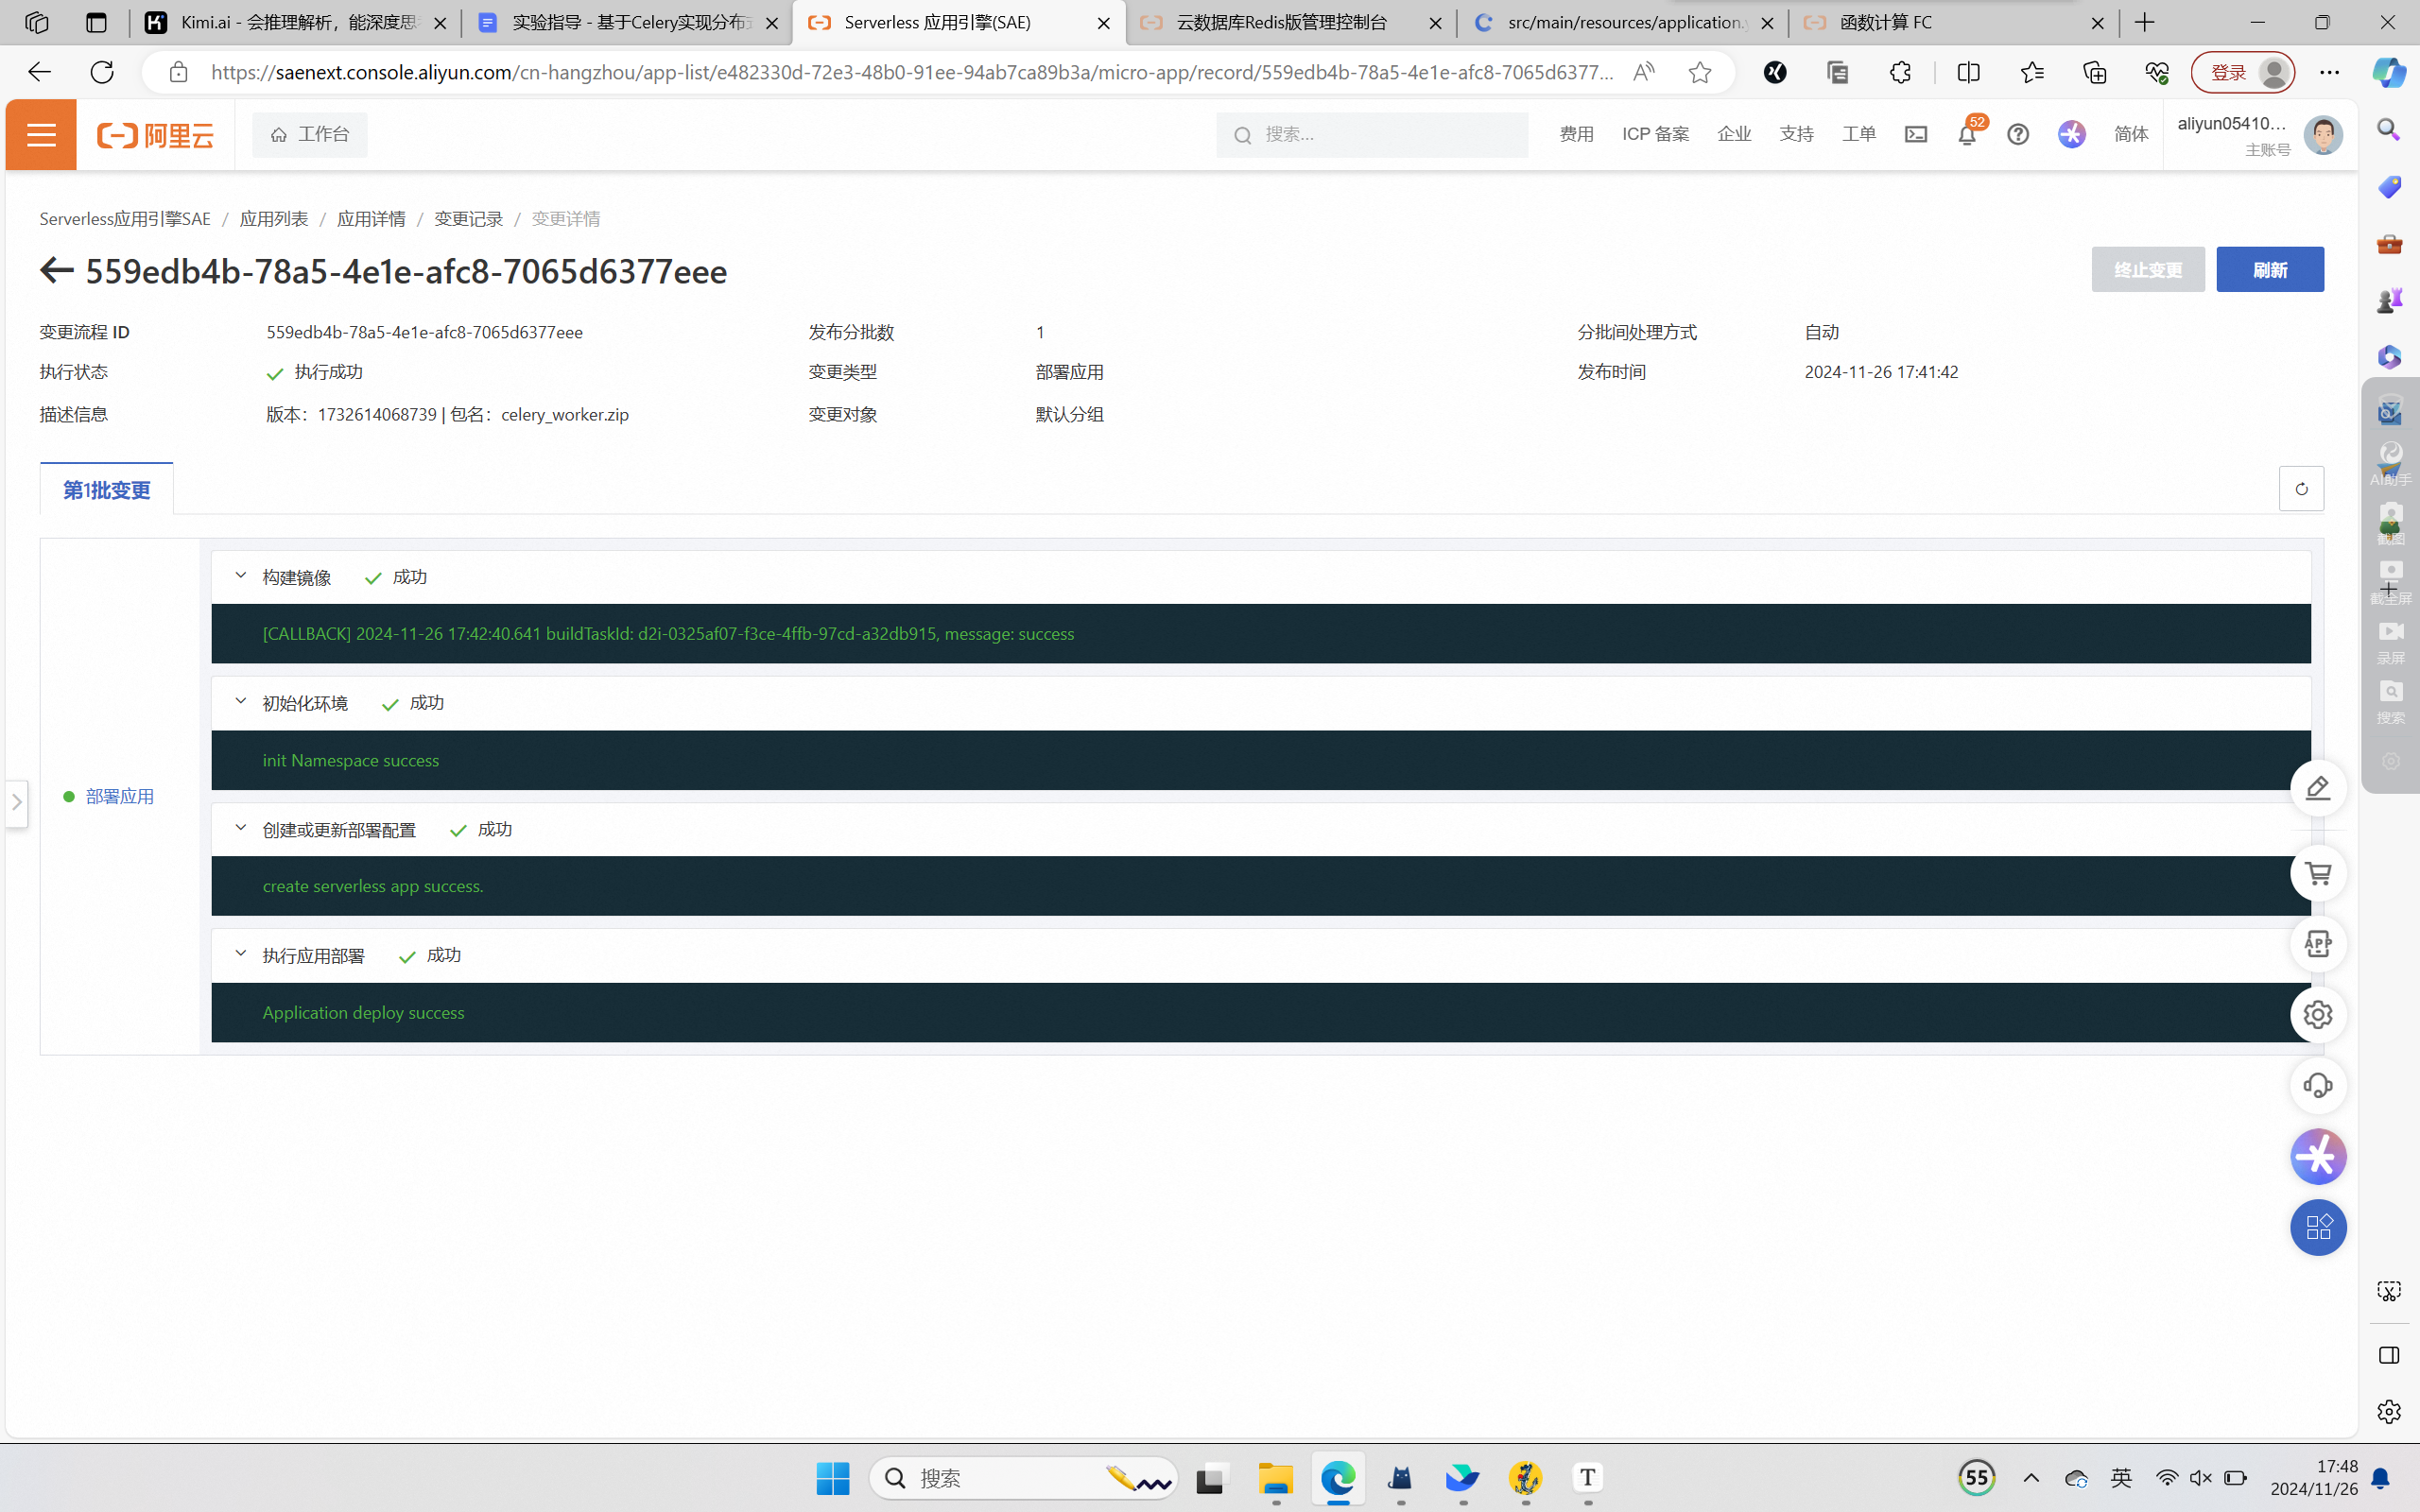 Kimi.ai - 会推理解析，能深度思考
实验指导 - 基于Celery实现分布式
Serverless 应用引擎(SAE)
云数据库Redis版管理控制台
src/main/resources/application.y
函数计算 FC
https://saenext.console.aliyun.com/cn-hangzhou/app-list/e482330d-72e3-48b0-91ee-94ab7ca89b3a/micro-app/record/559edb4b-78a5-4e1e-afc8-7065d6377...
登录
阿里云
工作台
搜索...
费用
ICP 备案
企业
支持
工单
52
简体
aliyun05410...
主账号
Serverless应用引擎SAE / 应用列表 / 应用详情 / 变更记录 / 变更详情
559edb4b-78a5-4e1e-afc8-7065d6377eee
终止变更
刷新
变更流程 ID 559edb4b-78a5-4e1e-afc8-7065d6377eee 发布分批数 1 分批间处理方式 自动
执行状态 执行成功 变更类型 部署应用 发布时间 2024-11-26 17:41:42
描述信息 版本：1732614068739 | 包名：celery_worker.zip 变更对象 默认分组
第1批变更
部署应用
构建镜像 成功
[CALLBACK] 2024-11-26 17:42:40.641 buildTaskId: d2i-0325af07-f3ce-4ffb-97cd-a32db915, message: success
初始化环境 成功
init Namespace success
创建或更新部署配置 成功
create serverless app success.
执行应用部署 成功
Application deploy success
AI助手
截图
截全屏
录屏
搜索
APP
搜索
T
55
英
17:48
2024/11/26